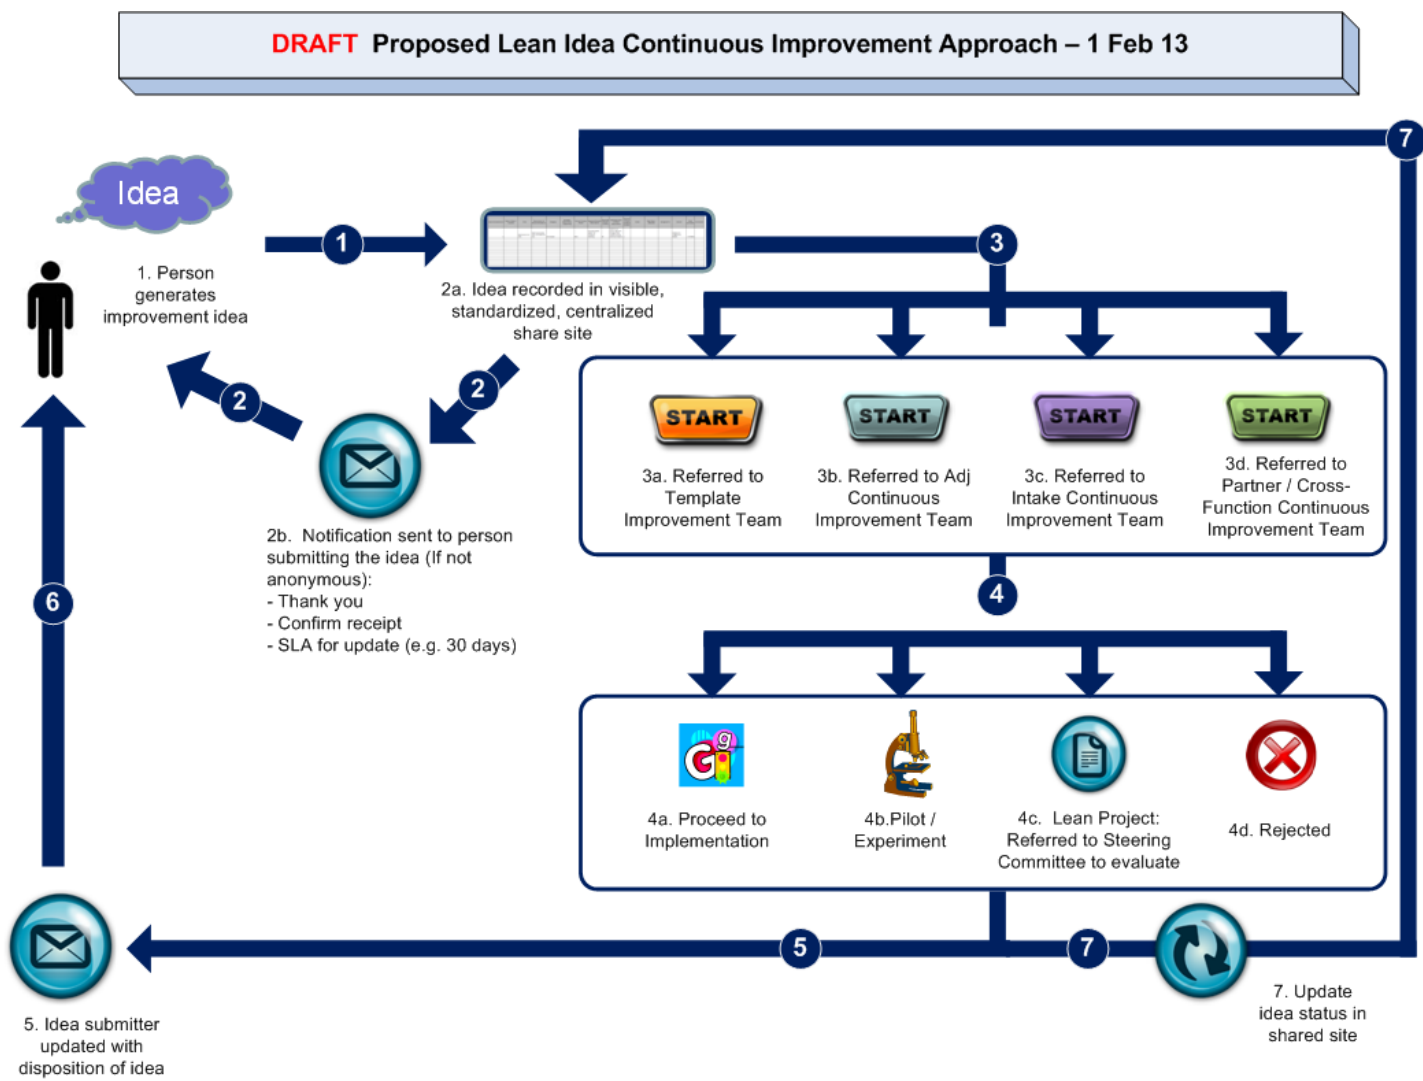 DRAFT Proposed Lean Idea Continuous Improvement Approach – 1 Feb 13
7
Idea
1
3
1. Person
generates
improvement idea
2a. Idea recorded in visible,
standardized, centralized
share site
2
2
START
START
START
START
3a. Referred to
Template
Improvement Team
3b. Referred to Adj
Continuous
Improvement Team
3c. Referred to
Intake Continuous
Improvement Team
3d. Referred to
Partner / Cross-
Function Continuous
Improvement Team
2b. Notification sent to person
submitting the idea (If not
anonymous):
- Thank you
- Confirm receipt
- SLA for update (e.g. 30 days)
4
6
Gg
4a. Proceed to
Implementation
4b.Pilot /
Experiment
4c. Lean Project:
Referred to Steering
Committee to evaluate
4d. Rejected
5
7
5. Idea submitter
updated with
disposition of idea
7. Update
idea status in
shared site